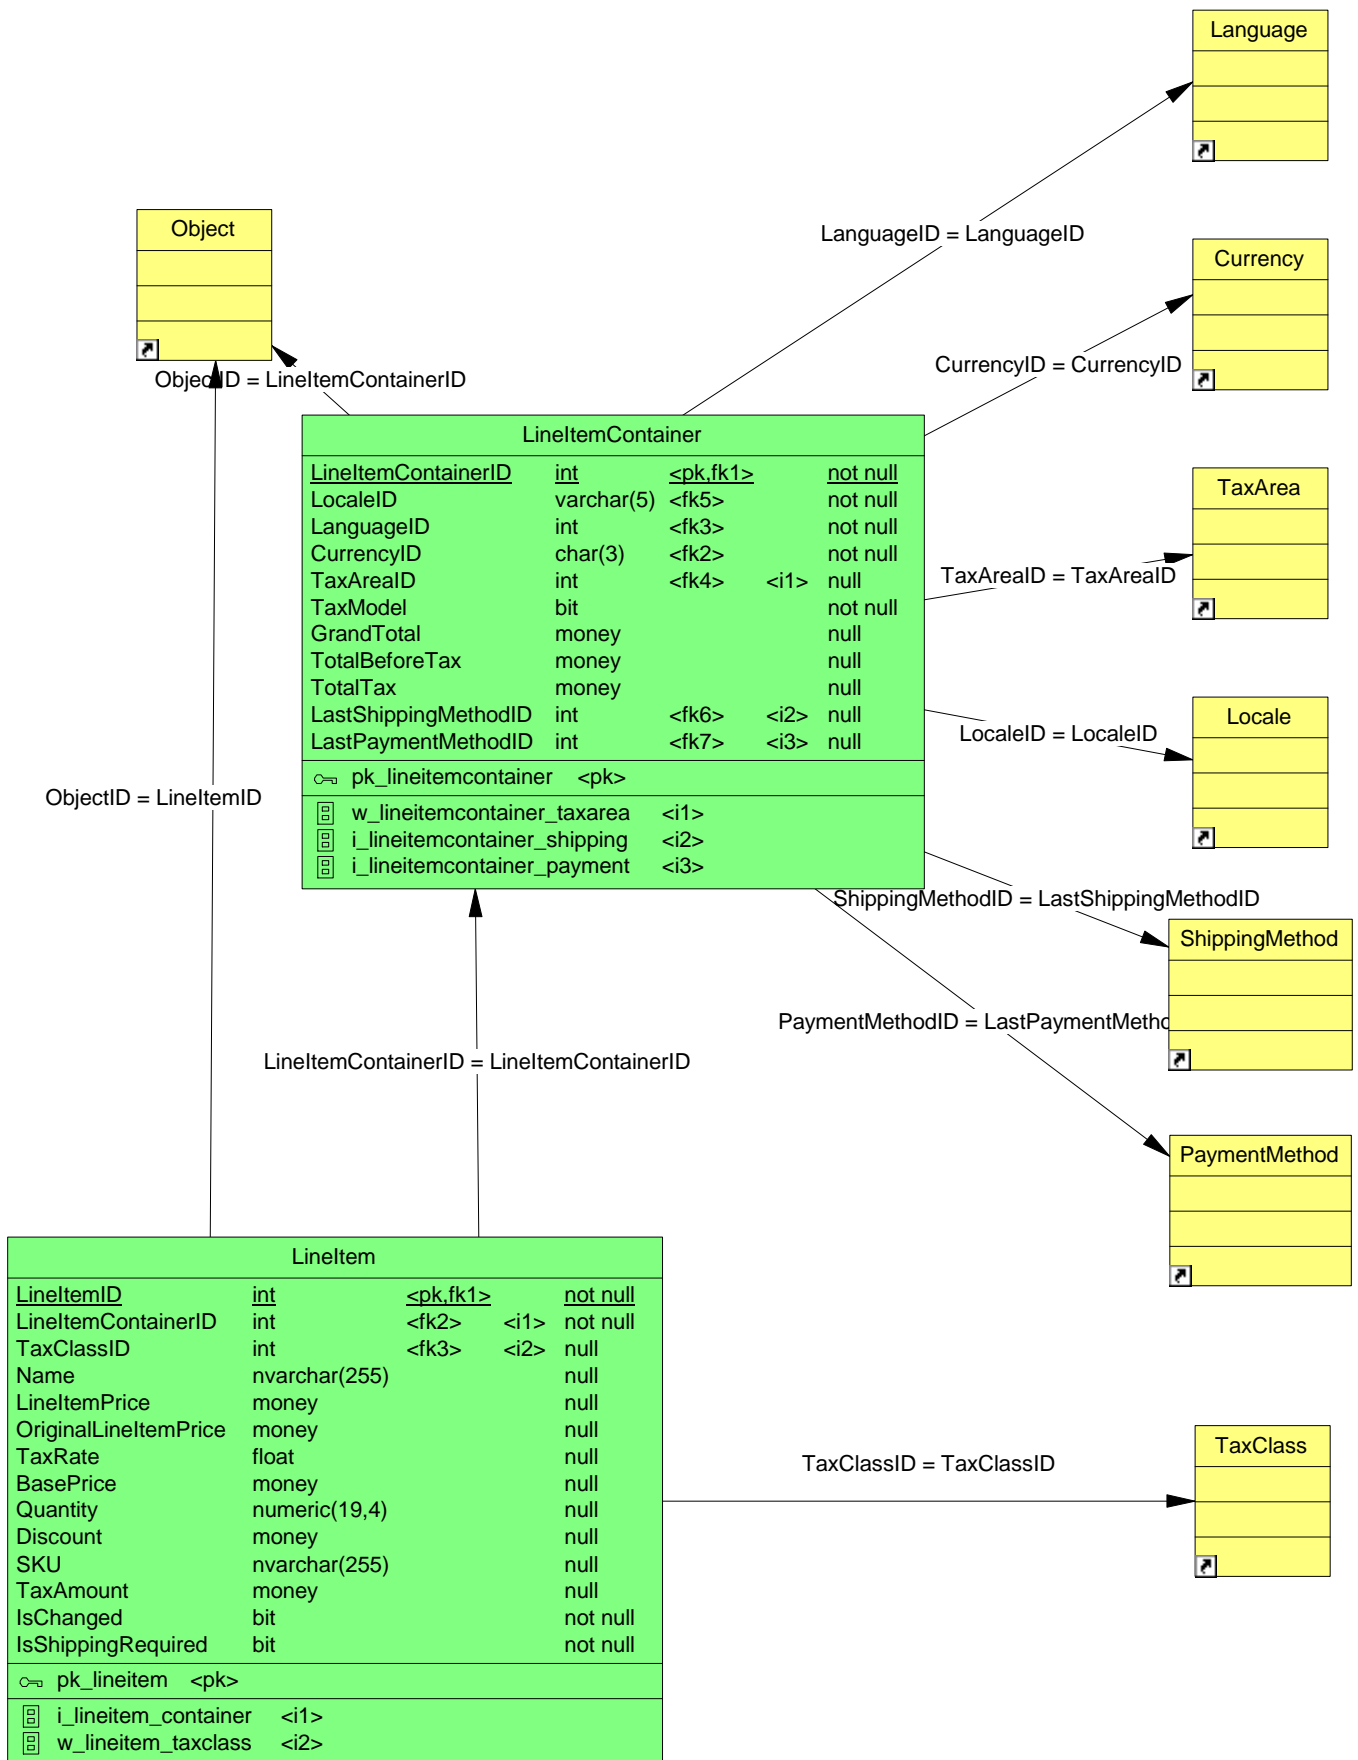 Language
Object
LanguageID = LanguageID
Currency
CurrencyID = CurrencyID
ObjectID = LineItemContainerID
LineItemContainer
LineItemContainerID int <pk,fk1> not null
LocaleID varchar(5) <fk5> not null
LanguageID int <fk3> not null
CurrencyID char(3) <fk2> not null
TaxAreaID int <fk4> <i1> null
TaxModel bit not null
GrandTotal money null
TotalBeforeTax money null
TotalTax money null
LastShippingMethodID int <fk6> <i2> null
LastPaymentMethodID int <fk7> <i3> null
pk_lineitemcontainer <pk>
w_lineitemcontainer_taxarea <i1>
i_lineitemcontainer_shipping <i2>
i_lineitemcontainer_payment <i3>
TaxArea
TaxAreaID = TaxAreaID
Locale
LocaleID = LocaleID
ObjectID = LineItemID
ShippingMethodID = LastShippingMethodID
ShippingMethod
PaymentMethodID = LastPaymentMetho
LineItemContainerID = LineItemContainerID
PaymentMethod
LineItem
LineItemID int <pk,fk1> not null
LineItemContainerID int <fk2> <i1> not null
TaxClassID int <fk3> <i2> null
Name nvarchar(255) null
LineItemPrice money null
OriginalLineItemPrice money null
TaxRate float null
BasePrice money null
Quantity numeric(19,4) null
Discount money null
SKU nvarchar(255) null
TaxAmount money null
IsChanged bit not null
IsShippingRequired bit not null
pk_lineitem <pk>
i_lineitem_container <i1>
w_lineitem_taxclass <i2>
TaxClassID = TaxClassID
TaxClass